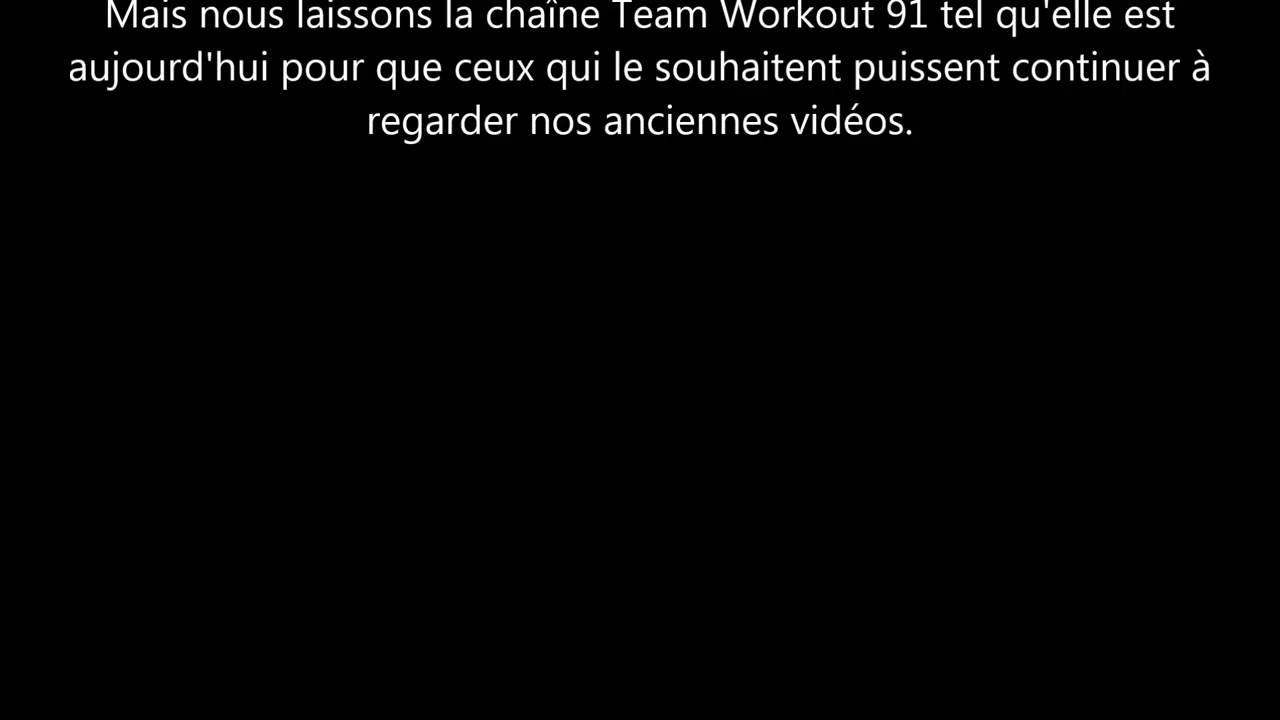 Mais nous laissons la chaîne Team Workout 91 tel qu'elle est
aujourd'hui pour que ceux qui le souhaitent puissent continuer à
regarder nos anciennes vidéos.